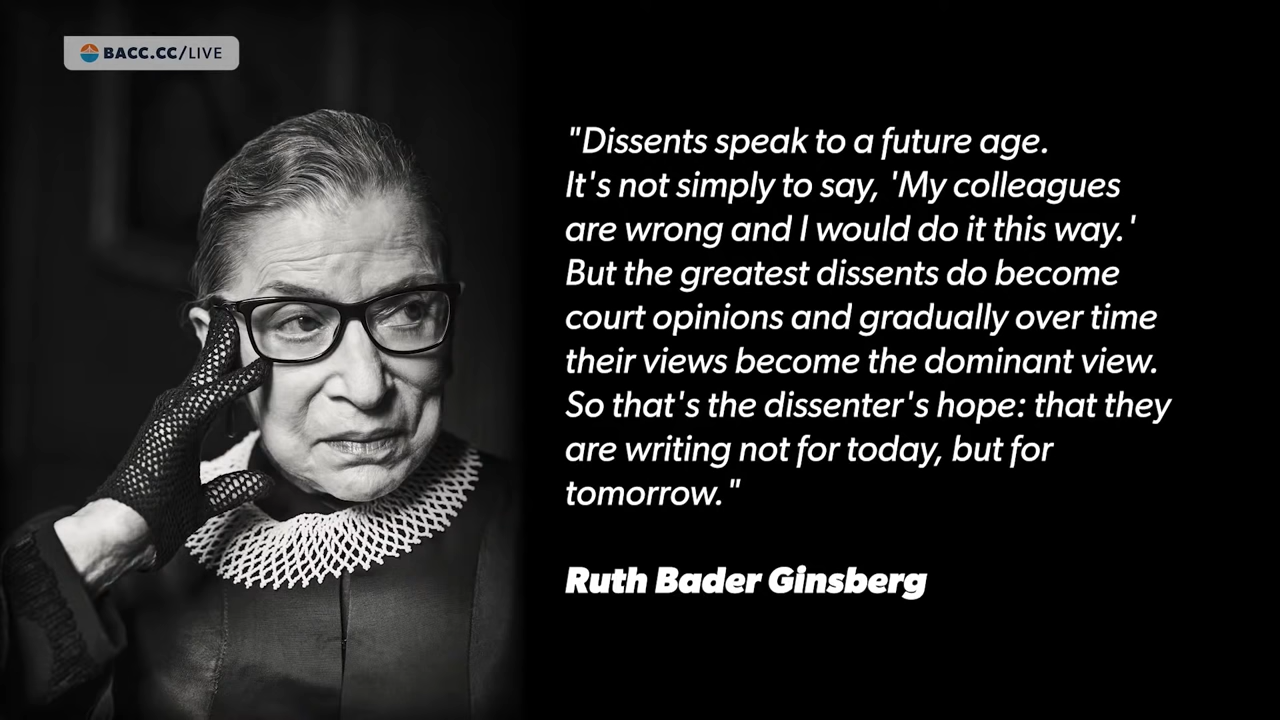 BACC.CC/LIVE
"Dissents speak to a future age.
It's not simply to say, 'My colleagues
are wrong and I would do it this way.'
But the greatest dissents do become
court opinions and gradually over time
their views become the dominant view.
So that's the dissenter's hope: that they
are writing not for today, but for
tomorrow."
Ruth Bader Ginsberg